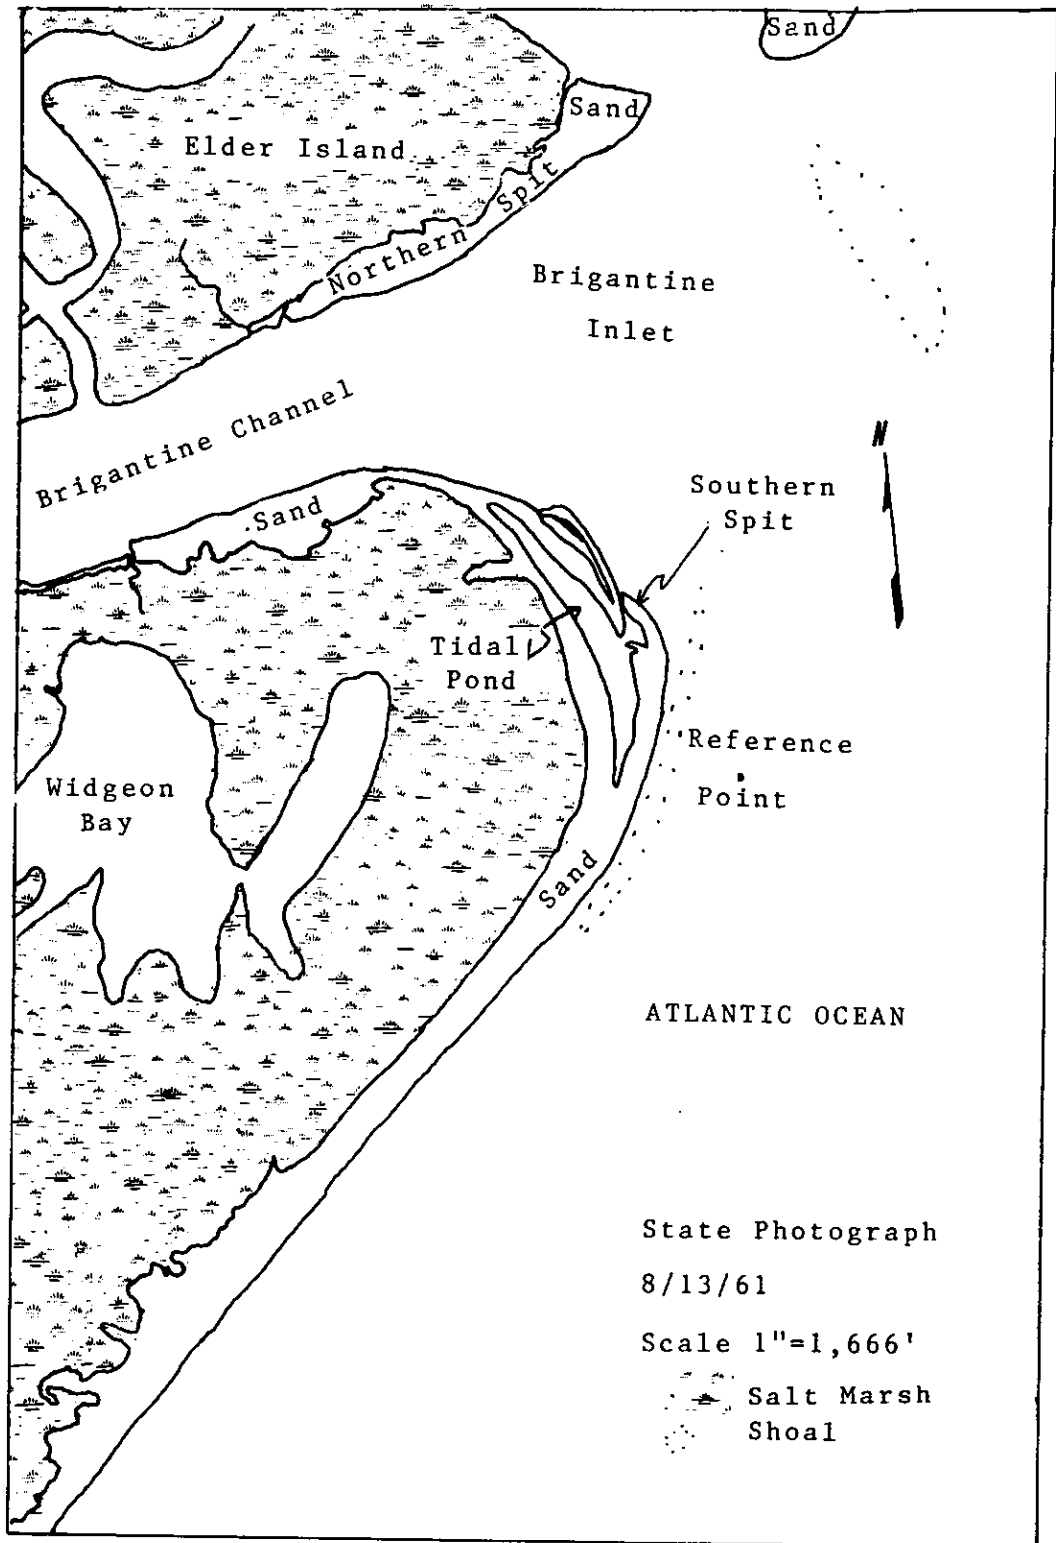 Sand
Sand
Elder Island
Northern Spit
Brigantine
Inlet
Brigantine Channel
N
Southern
Spit
Sand
Tidal
Pond
Reference
Point
Widgeon
Bay
Sand
ATLANTIC OCEAN
State Photograph
8/13/61
Scale 1"=1,666'
Salt Marsh
Shoal